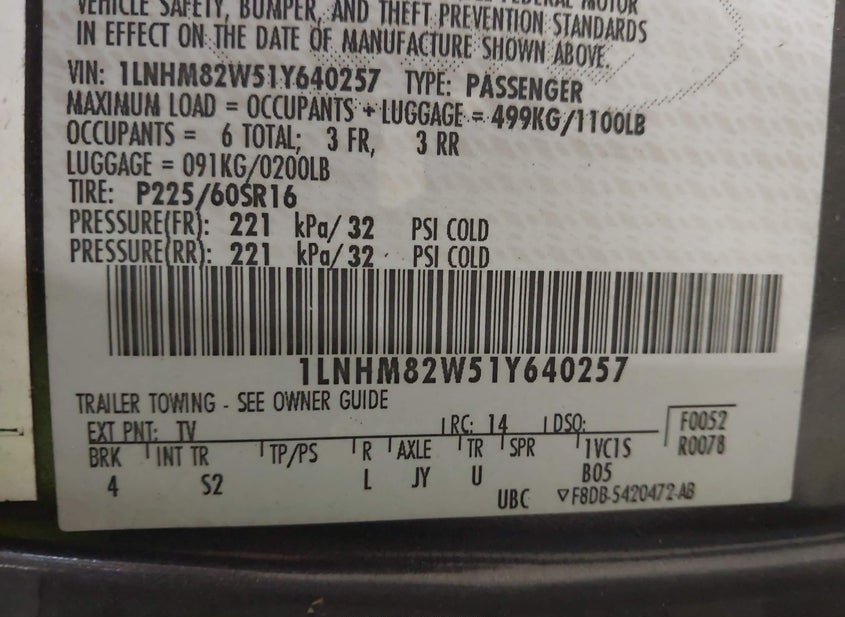 FEDERAL MOTOR
VEHICLE SAFETY, BUMPER, AND THEFT PREVENTION STANDARDS
IN EFFECT ON THE DATE OF MANUFACTURE SHOWN ABOVE.
VIN: 1LNHM82W51Y640257 TYPE: PASSENGER
MAXIMUM LOAD = OCCUPANTS + LUGGAGE = 499KG/1100LB
OCCUPANTS = 6 TOTAL; 3 FR, 3 RR
LUGGAGE = 091KG/0200LB
TIRE: P225/60SR16
PRESSURE(FR): 221 kPa/ 32 PSI COLD
PRESSURE(RR): 221 kPa/ 32 PSI COLD
1LNHM82W51Y640257
TRAILER TOWING - SEE OWNER GUIDE
EXT PNT: TV RC: 14 DSO: F0052
BRK INT TR TP/PS R AXLE TR SPR 1VC1S R0078
4 S2 L JY U B05
UBC ▽F8DB-5420472-AB